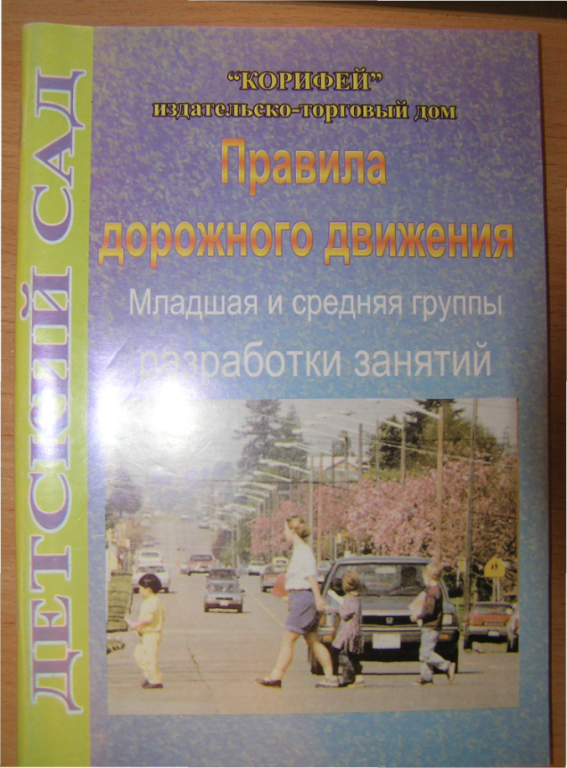 "КОРИФЕЙ"
издательско-торговый дом
Правила
дорожного движения
Младшая и средняя группы
разработки занятий
ДЕТСКИЙ САД